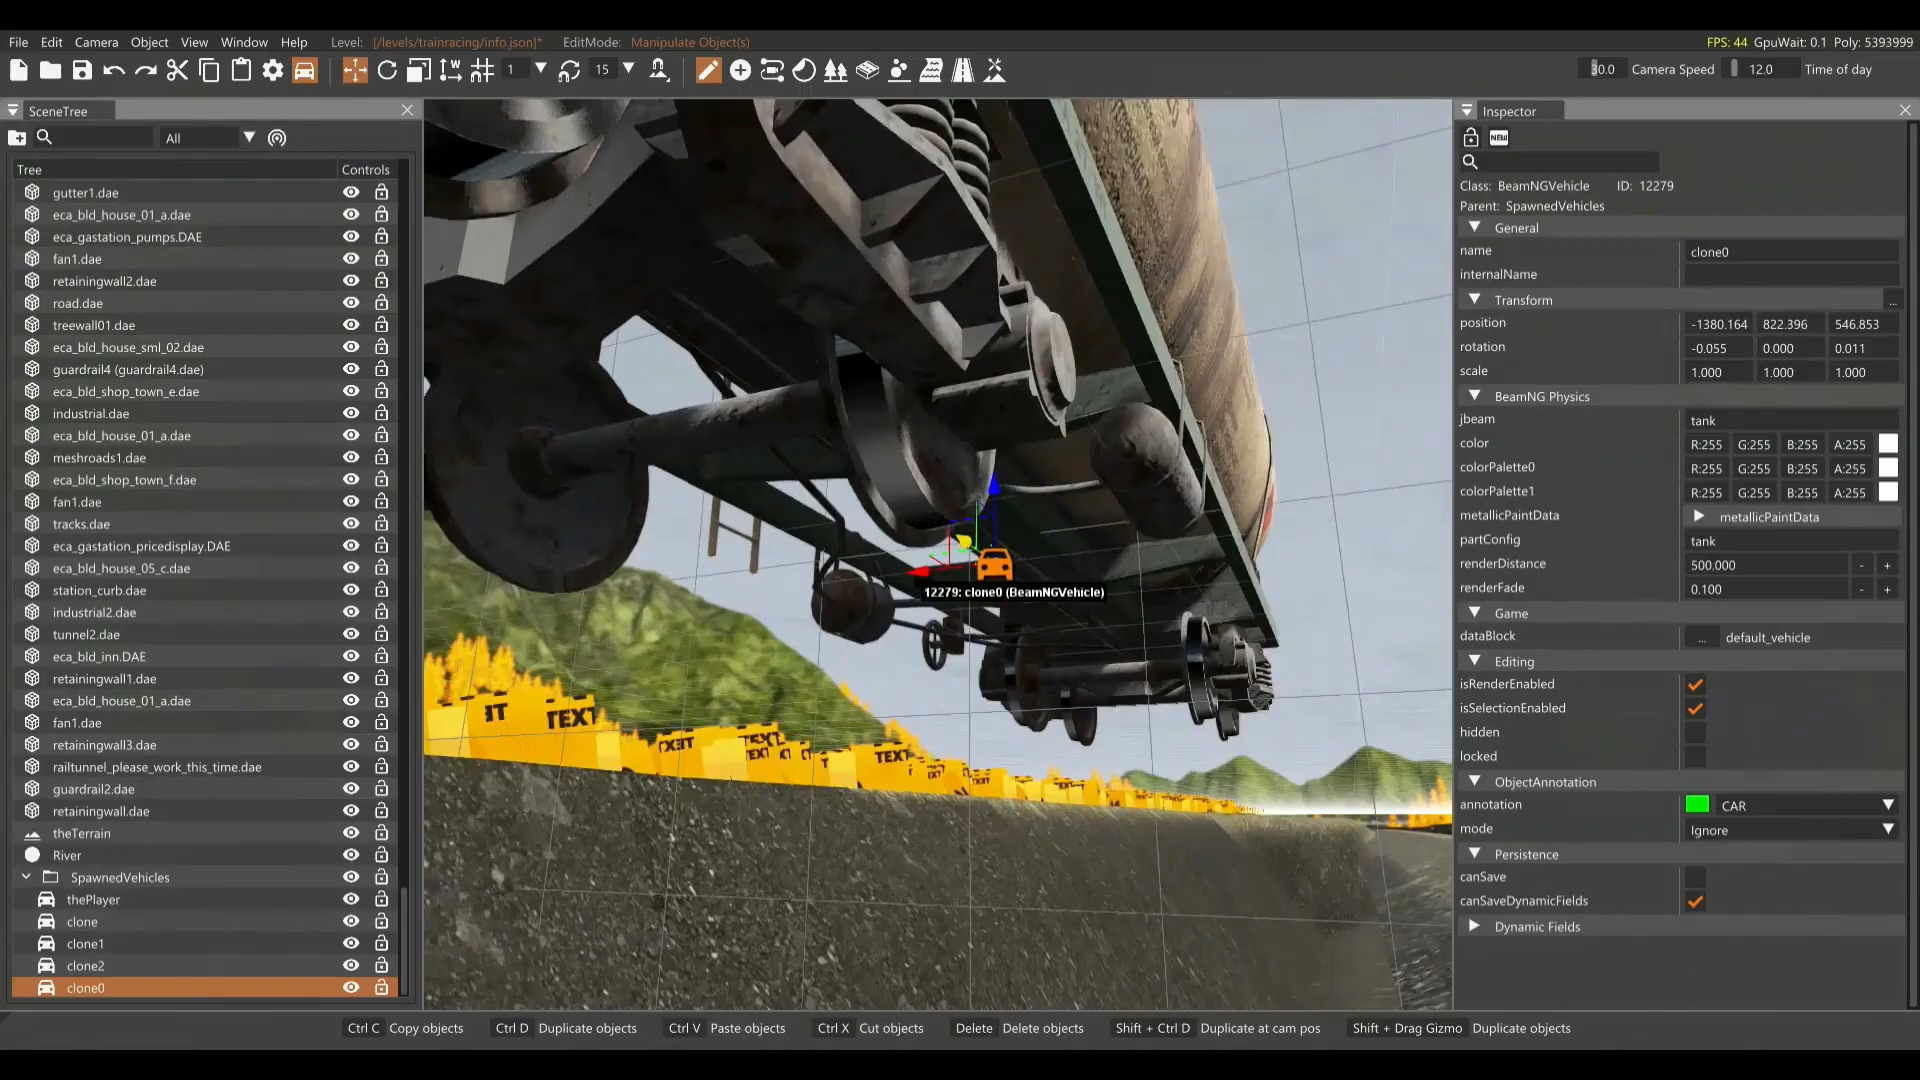 File Edit Camera Object View Window Help Level: [/levels/trainracing/info.json]* EditMode: Manipulate Object(s) FPS: 44 GpuWait: 0.1 Poly: 5393999
1 15 30.0 Camera Speed 12.0 Time of day
SceneTree
All
Tree Controls
gutter1.dae
eca_bld_house_01_a.dae
eca_gastation_pumps.DAE
fan1.dae
retainingwall2.dae
road.dae
treewall01.dae
eca_bld_house_sml_02.dae
guardrail4 (guardrail4.dae)
eca_bld_shop_town_e.dae
industrial.dae
eca_bld_house_01_a.dae
meshroads1.dae
eca_bld_shop_town_f.dae
fan1.dae
tracks.dae
eca_gastation_pricedisplay.DAE
eca_bld_house_05_c.dae
station_curb.dae
industrial2.dae
tunnel2.dae
eca_bld_inn.DAE
retainingwall1.dae
eca_bld_house_01_a.dae
fan1.dae
retainingwall3.dae
railtunnel_please_work_this_time.dae
guardrail2.dae
retainingwall.dae
theTerrain
River
SpawnedVehicles
thePlayer
clone
clone1
clone2
clone0
12279: clone0 (BeamNGVehicle)
TEXT
TEXT
TEXT
TEXT
Inspector
NEW
Class: BeamNGVehicle ID: 12279
Parent: SpawnedVehicles
General
name clone0
internalName
Transform ...
position -1380.164 822.396 546.853
rotation -0.055 0.000 0.011
scale 1.000 1.000 1.000
BeamNG Physics
jbeam tank
color R:255 G:255 B:255 A:255
colorPalette0 R:255 G:255 B:255 A:255
colorPalette1 R:255 G:255 B:255 A:255
metallicPaintData metallicPaintData
partConfig tank
renderDistance 500.000 - +
renderFade 0.100 - +
Game
dataBlock ... default_vehicle
Editing
isRenderEnabled
isSelectionEnabled
hidden
locked
ObjectAnnotation
annotation CAR
mode Ignore
Persistence
canSave
canSaveDynamicFields
Dynamic Fields
Ctrl C Copy objects Ctrl D Duplicate objects Ctrl V Paste objects Ctrl X Cut objects Delete Delete objects Shift + Ctrl D Duplicate at cam pos Shift + Drag Gizmo Duplicate objects